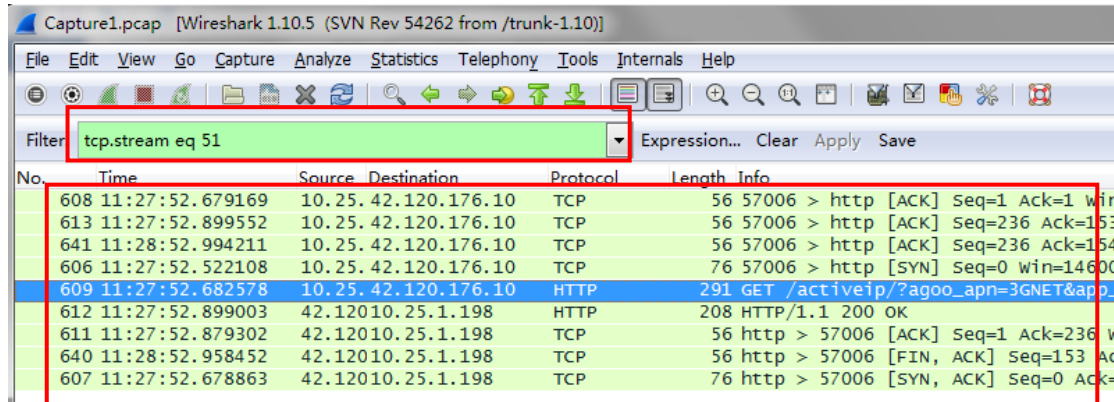 Capture1.pcap [Wireshark 1.10.5 (SVN Rev 54262 from /trunk-1.10)]
File Edit View Go Capture Analyze Statistics Telephony Tools Internals Help
Filter tcp.stream eq 51 Expression... Clear Apply Save
No. Time Source Destination Protocol Length Info
608 11:27:52.679169 10.25. 42.120.176.10 TCP 56 57006 > http [ACK] Seq=1 Ack=1 Win
613 11:27:52.899552 10.25. 42.120.176.10 TCP 56 57006 > http [ACK] Seq=236 Ack=153
641 11:28:52.994211 10.25. 42.120.176.10 TCP 56 57006 > http [ACK] Seq=236 Ack=154
606 11:27:52.522108 10.25. 42.120.176.10 TCP 76 57006 > http [SYN] Seq=0 Win=14600
609 11:27:52.682578 10.25. 42.120.176.10 HTTP 291 GET /activeip/?agoo_apn=3GNET&app_
612 11:27:52.899003 42.120 10.25.1.198 HTTP 208 HTTP/1.1 200 OK
611 11:27:52.879302 42.120 10.25.1.198 TCP 56 http > 57006 [ACK] Seq=1 Ack=236 W
640 11:28:52.958452 42.120 10.25.1.198 TCP 56 http > 57006 [FIN, ACK] Seq=153 Ac
607 11:27:52.678863 42.120 10.25.1.198 TCP 76 http > 57006 [SYN, ACK] Seq=0 Ack=